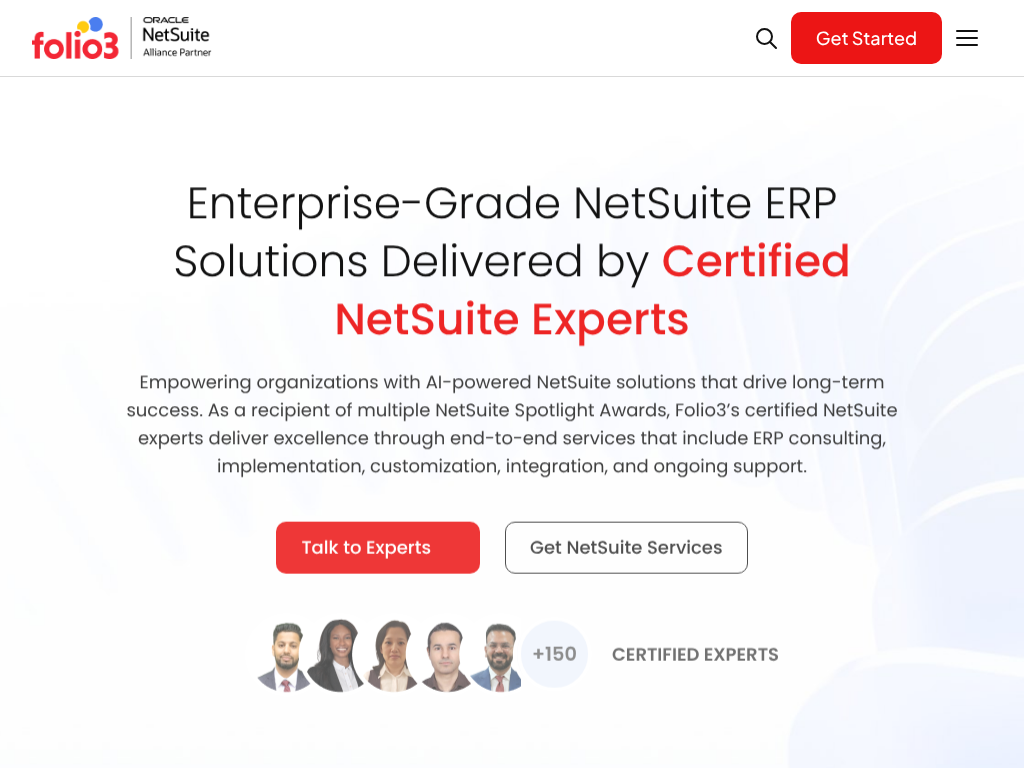 folio3
ORACLE
NetSuite
Alliance Partner
Get Started
Enterprise-Grade NetSuite ERP
Solutions Delivered by Certified
NetSuite Experts
Empowering organizations with AI-powered NetSuite solutions that drive long-term
success. As a recipient of multiple NetSuite Spotlight Awards, Folio3’s certified NetSuite
experts deliver excellence through end-to-end services that include ERP consulting,
implementation, customization, integration, and ongoing support.
Talk to Experts
Get NetSuite Services
+150
CERTIFIED EXPERTS